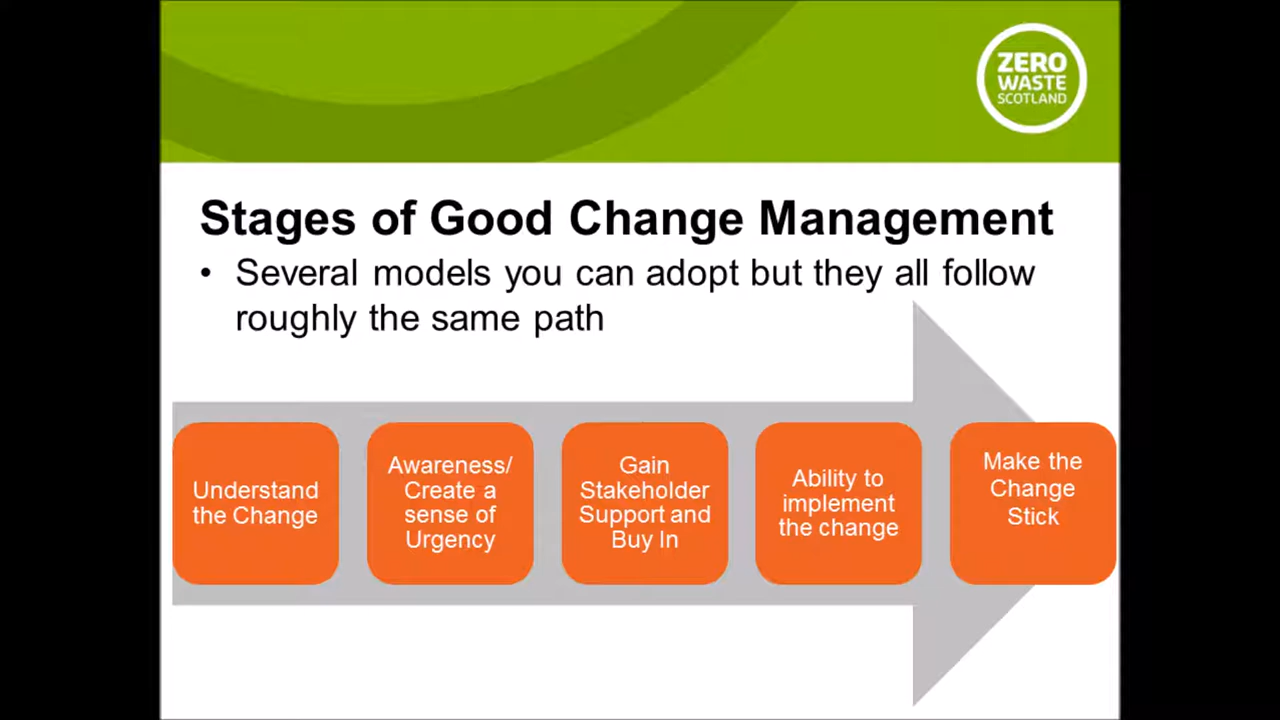 ZERO
WASTE
SCOTLAND
Stages of Good Change Management
• Several models you can adopt but they all follow
roughly the same path
Understand
the Change
Awareness/
Create a
sense of
Urgency
Gain
Stakeholder
Support and
Buy In
Ability to
implement
the change
Make the
Change
Stick